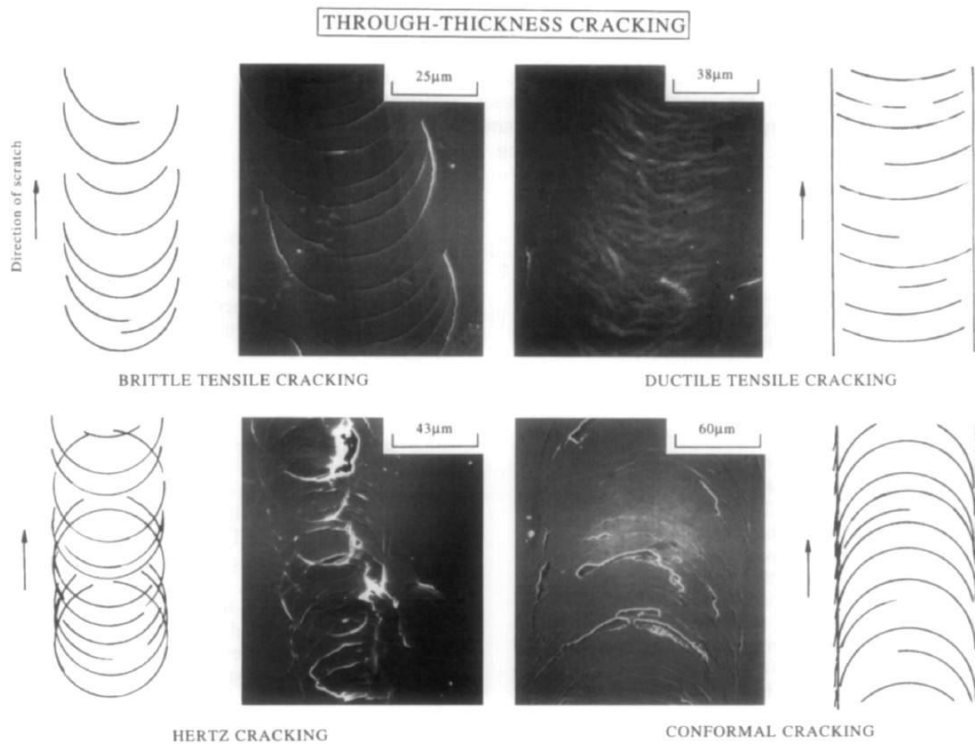 THROUGH-THICKNESS CRACKING
25µm
38µm
Direction of scratch
BRITTLE TENSILE CRACKING
DUCTILE TENSILE CRACKING
43µm
60µm
HERTZ CRACKING
CONFORMAL CRACKING